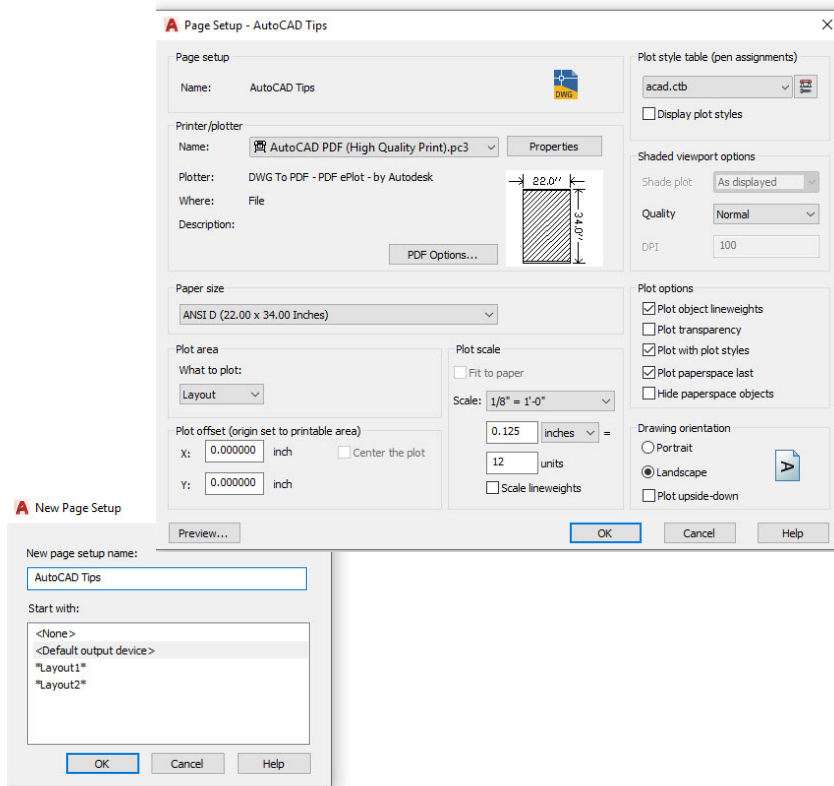 Page Setup - AutoCAD Tips
Page setup
Name: AutoCAD Tips
DWG
Printer/plotter
Name: AutoCAD PDF (High Quality Print).pc3 Properties
Plotter: DWG To PDF - PDF ePlot - by Autodesk
Where: File
Description:
PDF Options...
22.0''
34.0''
Paper size
ANSI D (22.00 x 34.00 Inches)
Plot area
What to plot:
Layout
Plot offset (origin set to printable area)
X: 0.000000 inch Center the plot
Y: 0.000000 inch
Plot scale
Fit to paper
Scale: 1/8" = 1'-0"
0.125 inches =
12 units
Scale lineweights
Plot style table (pen assignments)
acad.ctb
Display plot styles
Shaded viewport options
Shade plot As displayed
Quality Normal
DPI 100
Plot options
Plot object lineweights
Plot transparency
Plot with plot styles
Plot paperspace last
Hide paperspace objects
Drawing orientation
Portrait
Landscape
A
Plot upside-down
Preview... OK Cancel Help
New Page Setup
New page setup name:
AutoCAD Tips
Start with:
<None>
<Default output device>
*Layout1*
*Layout2*
OK Cancel Help